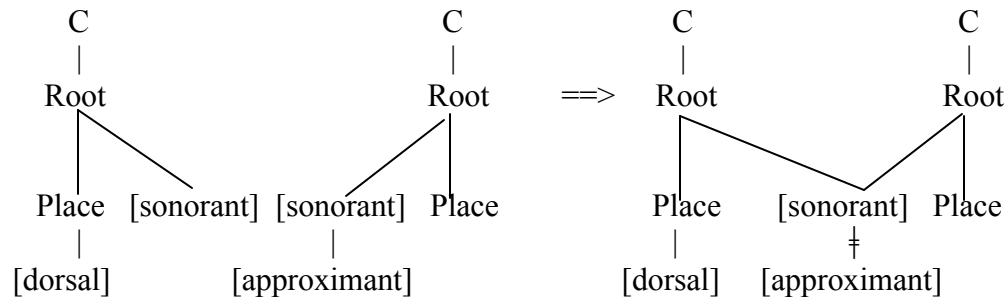 C C C C
Root Root ==> Root Root
Place [sonorant] [sonorant] Place Place [sonorant] Place
[dorsal] [approximant] [dorsal] [approximant]